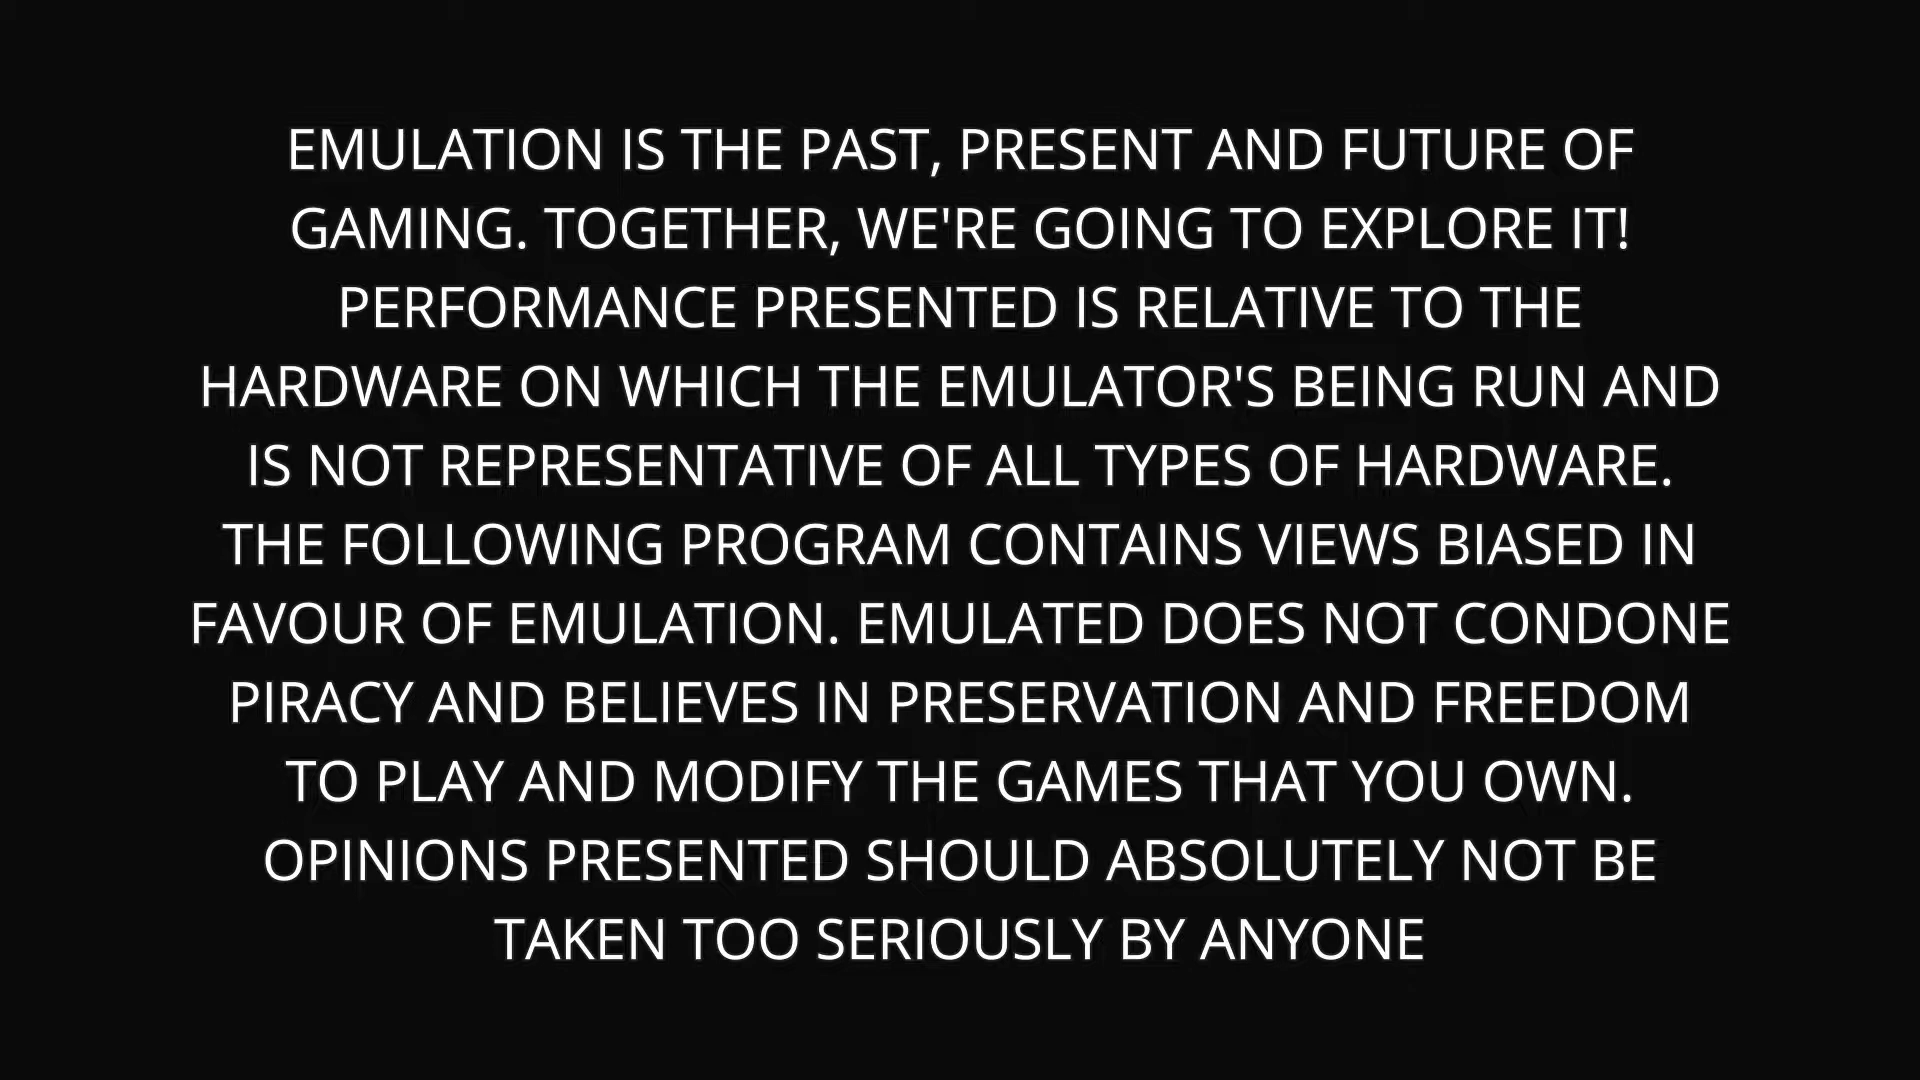 EMULATION IS THE PAST, PRESENT AND FUTURE OF
GAMING. TOGETHER, WE'RE GOING TO EXPLORE IT!
PERFORMANCE PRESENTED IS RELATIVE TO THE
HARDWARE ON WHICH THE EMULATOR'S BEING RUN AND
IS NOT REPRESENTATIVE OF ALL TYPES OF HARDWARE.
THE FOLLOWING PROGRAM CONTAINS VIEWS BIASED IN
FAVOUR OF EMULATION. EMULATED DOES NOT CONDONE
PIRACY AND BELIEVES IN PRESERVATION AND FREEDOM
TO PLAY AND MODIFY THE GAMES THAT YOU OWN.
OPINIONS PRESENTED SHOULD ABSOLUTELY NOT BE
TAKEN TOO SERIOUSLY BY ANYONE